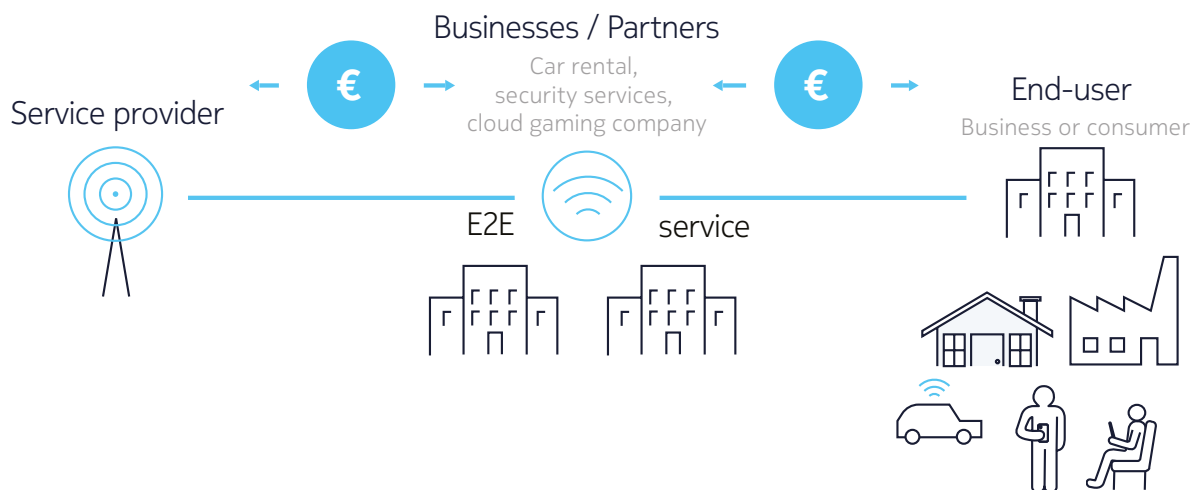 Businesses / Partners
Car rental,
security services,
cloud gaming company
€
€
Service provider
End-user
Business or consumer
E2E
service